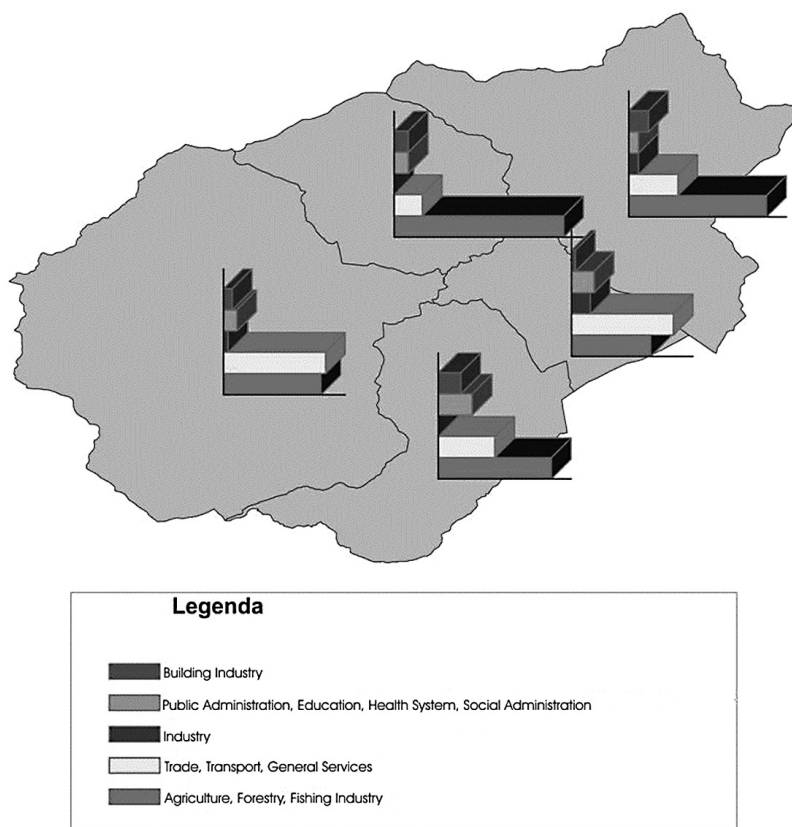 Legenda
Building Industry
Public Administration, Education, Health System, Social Administration
Industry
Trade, Transport, General Services
Agriculture, Forestry, Fishing Industry